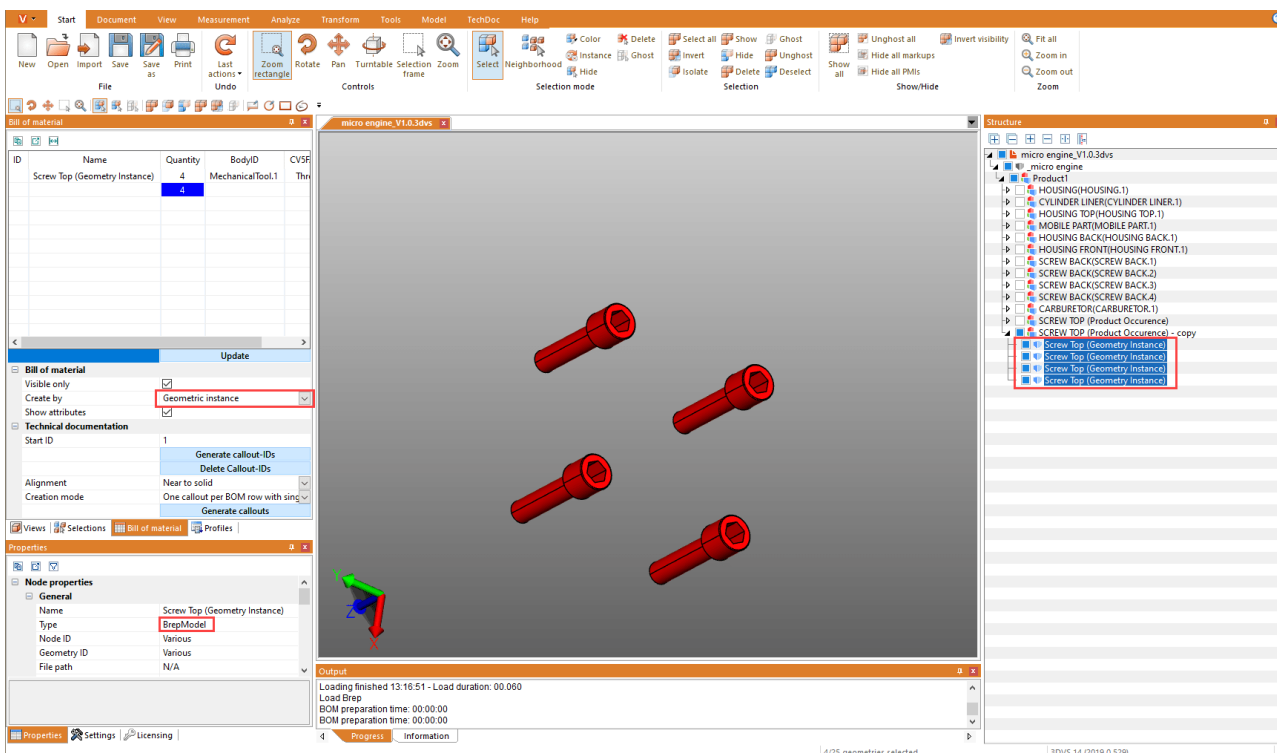 V Start Document View Measurement Analyze Transform Tools Model TechDoc Help
New Open Import Save Save as Print
Last actions
Zoom rectangle Rotate Pan Turntable Selection frame Zoom
Select Neighborhood
Color Delete
Instance Ghost
Hide
Select all Show Ghost
Invert Hide Unghost
Isolate Delete Deselect
Show all
Unghost all Invert visibility
Hide all markups
Hide all PMIs
Fit all
Zoom in
Zoom out
File Undo Controls Selection mode Selection Show/Hide Zoom
Bill of material
ID Name Quantity BodyID CV5F
Screw Top (Geometry Instance) 4 MechanicalTool.1 Thr
4
Update
Bill of material
Visible only
Create by Geometric instance
Show attributes
Technical documentation
Start ID 1
Generate callout-IDs
Delete Callout-IDs
Alignment Near to solid
Creation mode One callout per BOM row with sing
Generate callouts
Views Selections Bill of material Profiles
Properties
Node properties
General
Name Screw Top (Geometry Instance)
Type BrepModel
Node ID Various
Geometry ID Various
File path N/A
Properties Settings Licensing
micro engine_V1.0.3dvs
Y
Z
X
Output
Loading finished 13:16:51 - Load duration: 00.060
Load Brep
BOM preparation time: 00:00:00
BOM preparation time: 00:00:00
Progress Information
Structure
micro engine_V1.0.3dvs
_micro engine
Product1
HOUSING(HOUSING.1)
CYLINDER LINER(CYLINDER LINER.1)
HOUSING TOP(HOUSING TOP.1)
MOBILE PART(MOBILE PART.1)
HOUSING BACK(HOUSING BACK.1)
HOUSING FRONT(HOUSING FRONT.1)
SCREW BACK(SCREW BACK.1)
SCREW BACK(SCREW BACK.2)
SCREW BACK(SCREW BACK.3)
SCREW BACK(SCREW BACK.4)
CARBURETOR(CARBURETOR.1)
SCREW TOP (Product Occurence)
SCREW TOP (Product Occurence) - copy
Screw Top (Geometry Instance)
Screw Top (Geometry Instance)
Screw Top (Geometry Instance)
Screw Top (Geometry Instance)
4/25 geometries selected
3DVS 14 (2019.0.529)